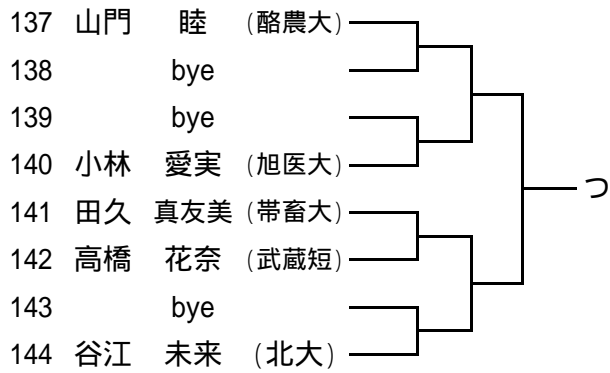 137 山門 睦 (酪農大)
138 bye
139 bye
140 小林 愛実 (旭医大)
つ
141 田久 真友美 (帯畜大)
142 高橋 花奈 (武蔵短)
143 bye
144 谷江 未来 (北大)